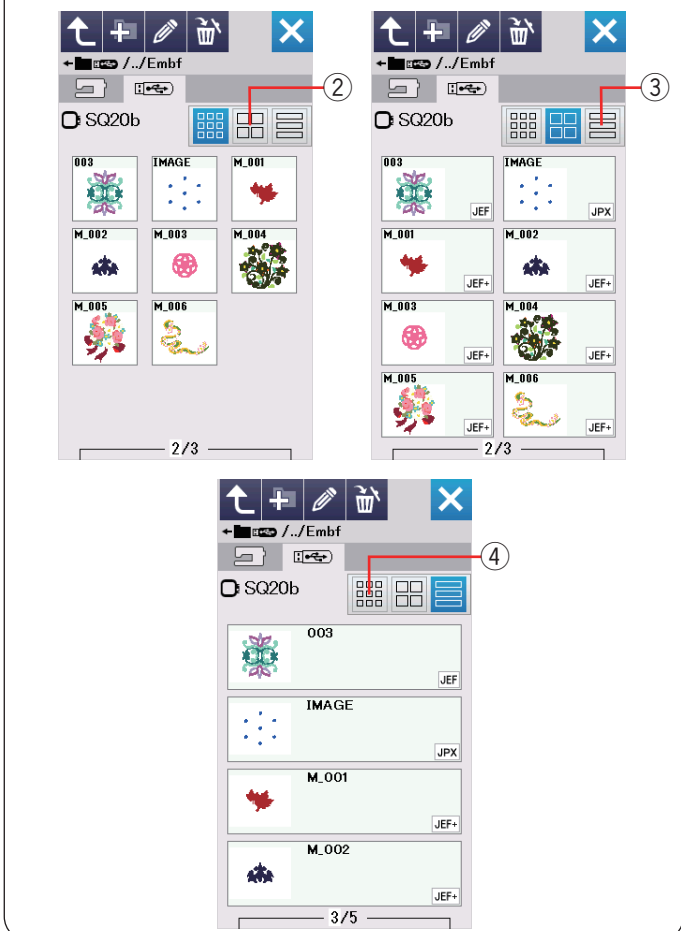 /../Embf
②
SQ20b
003 IMAGE M_001
M_002 M_003 M_004
M_005 M_006
2/3
/../Embf
③
SQ20b
003 IMAGE
JEF JPX
M_001 M_002
JEF+ JEF+
M_003 M_004
JEF+ JEF+
M_005 M_006
JEF+ JEF+
2/3
/../Embf
④
SQ20b
003
JEF
IMAGE
JPX
M_001
JEF+
M_002
JEF+
3/5